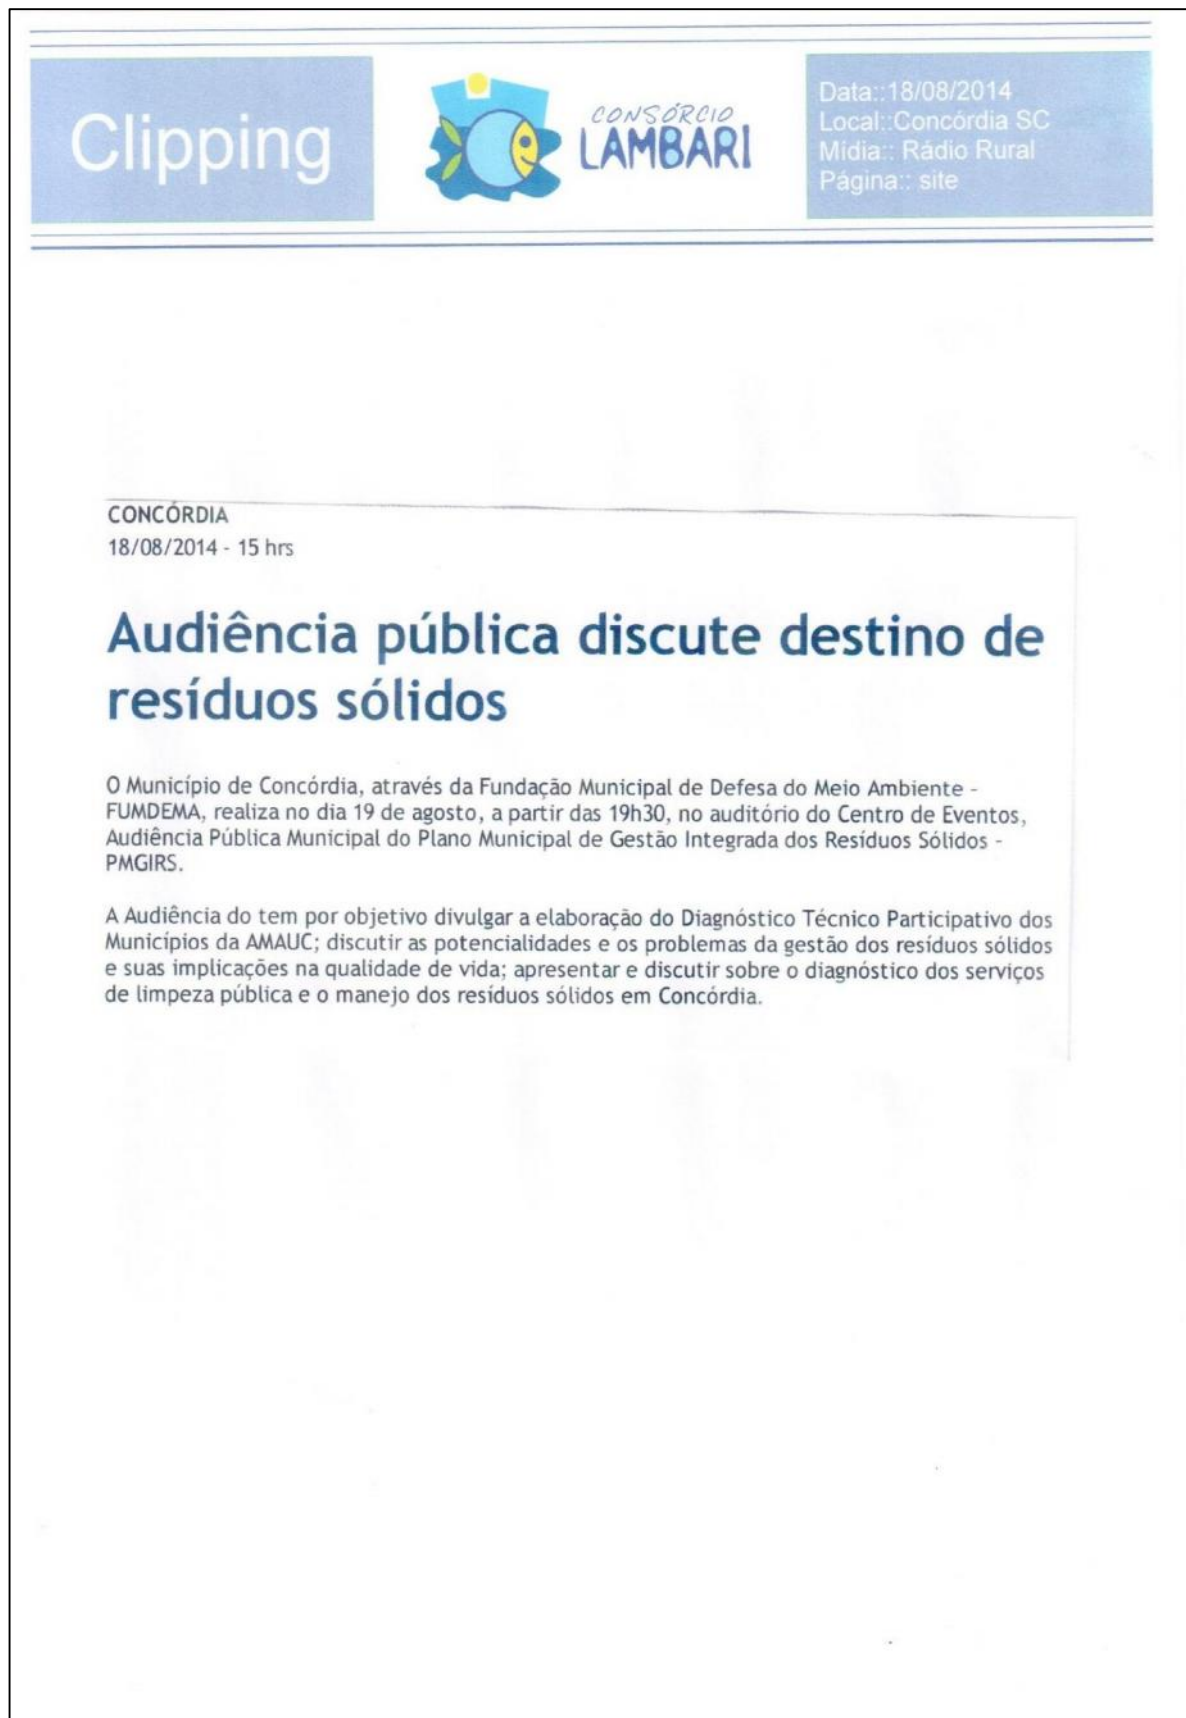 Clipping
CONSÓRCIO
LAMBARI
Data::18/08/2014
Local::Concórdia SC
Mídia:: Rádio Rural
Página:: site
CONCÓRDIA
18/08/2014 - 15 hrs
Audiência pública discute destino de
resíduos sólidos
O Município de Concórdia, através da Fundação Municipal de Defesa do Meio Ambiente -
FUMDEMA, realiza no dia 19 de agosto, a partir das 19h30, no auditório do Centro de Eventos,
Audiência Pública Municipal do Plano Municipal de Gestão Integrada dos Resíduos Sólidos -
PMGIRS.
A Audiência do tem por objetivo divulgar a elaboração do Diagnóstico Técnico Participativo dos
Municípios da AMAUC; discutir as potencialidades e os problemas da gestão dos resíduos sólidos
e suas implicações na qualidade de vida; apresentar e discutir sobre o diagnóstico dos serviços
de limpeza pública e o manejo dos resíduos sólidos em Concórdia.